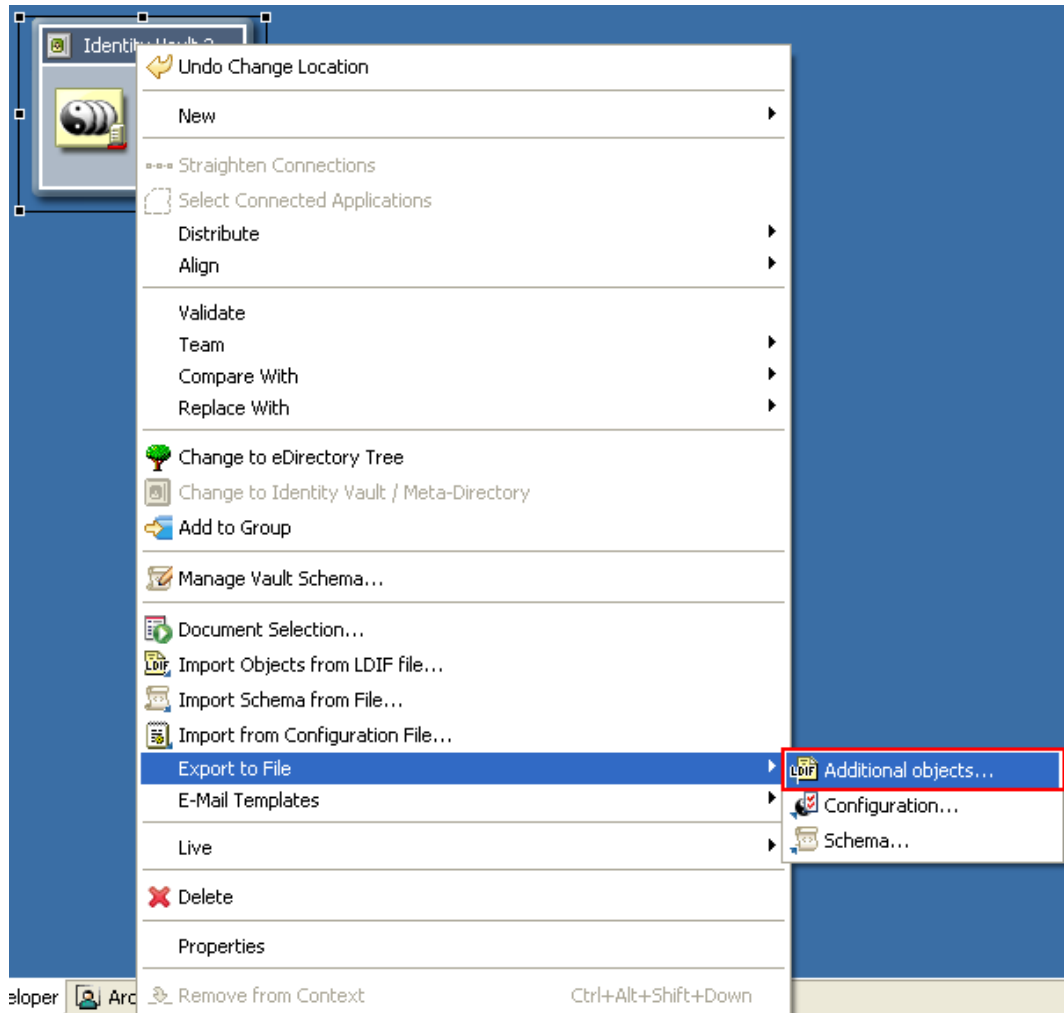 Identity Vault 2
Undo Change Location
New
Straighten Connections
Select Connected Applications
Distribute
Align
Validate
Team
Compare With
Replace With
Change to eDirectory Tree
Change to Identity Vault / Meta-Directory
Add to Group
Manage Vault Schema...
Document Selection...
LDIF Import Objects from LDIF file...
Import Schema from File...
Import from Configuration File...
Export to File
LDIF Additional objects...
Configuration...
E-Mail Templates
Schema...
Live
Delete
Properties
eloper Arc
Remove from Context Ctrl+Alt+Shift+Down